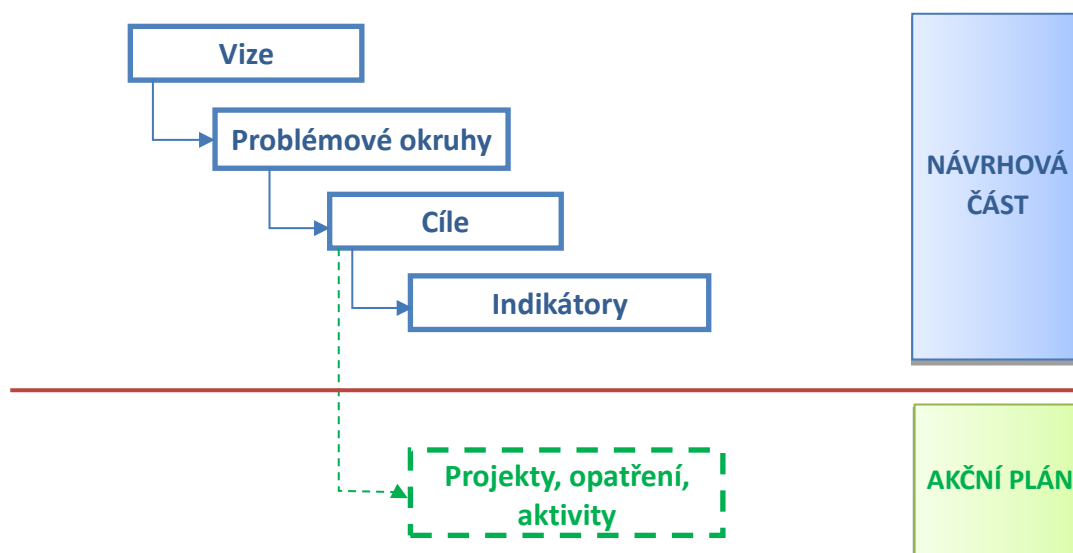 Vize
Problémové okruhy
Cíle
Indikátory
NÁVRHOVÁ
ČÁST
Projekty, opatření,
aktivity
AKČNÍ PLÁN